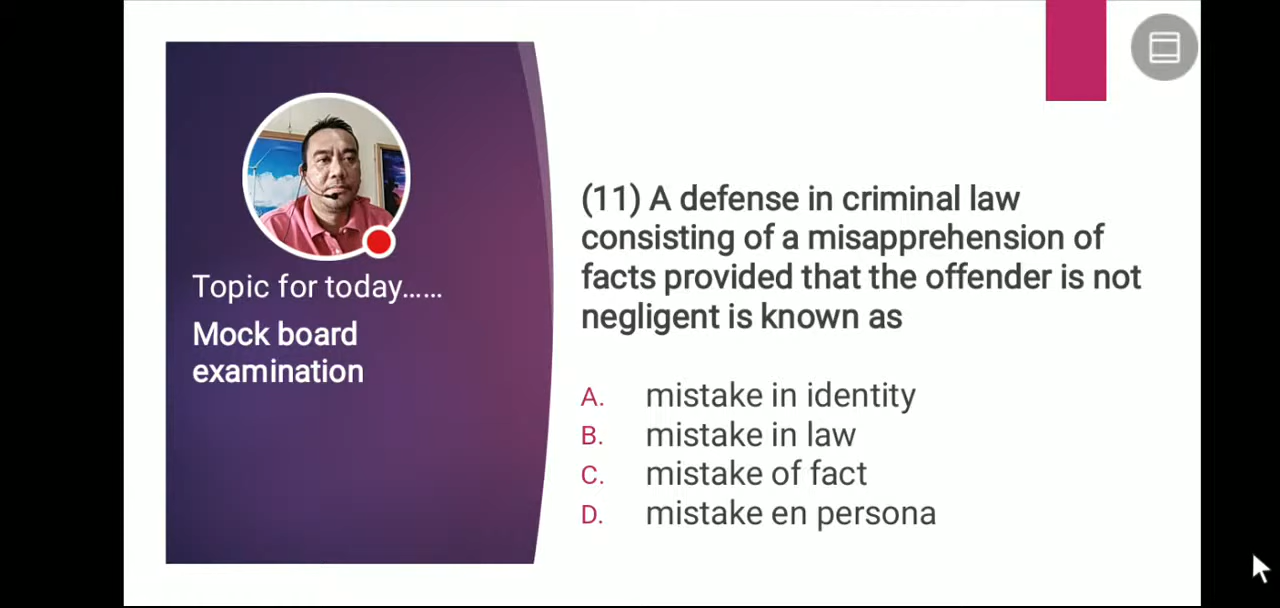 Topic for today......
Mock board
examination
(11) A defense in criminal law
consisting of a misapprehension of
facts provided that the offender is not
negligent is known as
A. mistake in identity
B. mistake in law
C. mistake of fact
D. mistake en persona